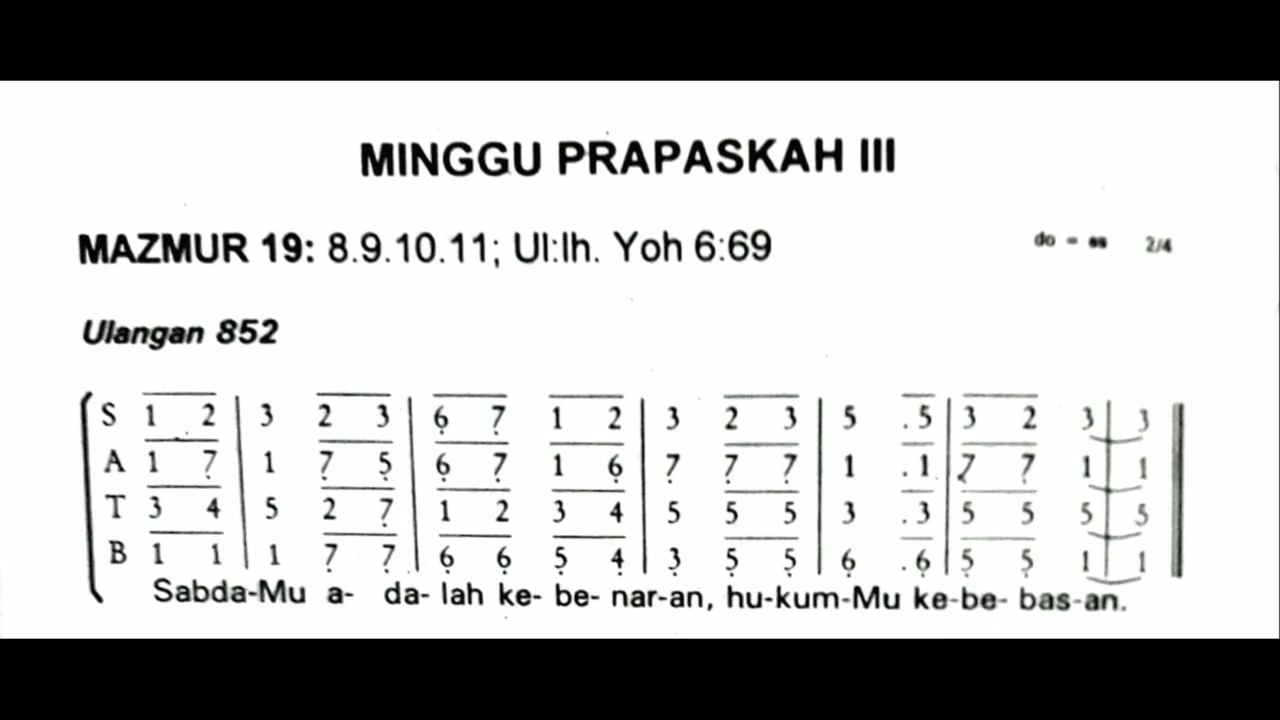 MINGGU PRAPASKAH III
MAZMUR 19: 8.9.10.11; Ul:lh. Yoh 6:69 do = es 2/4
Ulangan 852
S 1 2 | 3 2 3 | 6̣ 7̣ 1 2 | 3 2 3 | 5 .5 | 3 2 3 | 3
A 1 7̣ | 1 7̣ 5̣ | 6̣ 7̣ 1 6̣ | 7̣ 7̣ 7̣ | 1 .1 | 7̣ 7̣ 1 | 1
T 3 4 | 5 2 7̣ | 1 2 3 4 | 5 5 5 | 3 .3 | 5 5 5 | 5
B 1 1 | 1 7̣ 7̣ | 6̣ 6̣ 5̣ 4̣ | 3̣ 5̣ 5̣ | 6̣ .6̣ | 5̣ 5̣ 1 | 1
Sabda-Mu a- da- lah ke- be- nar-an, hu-kum-Mu ke-be- bas-an.